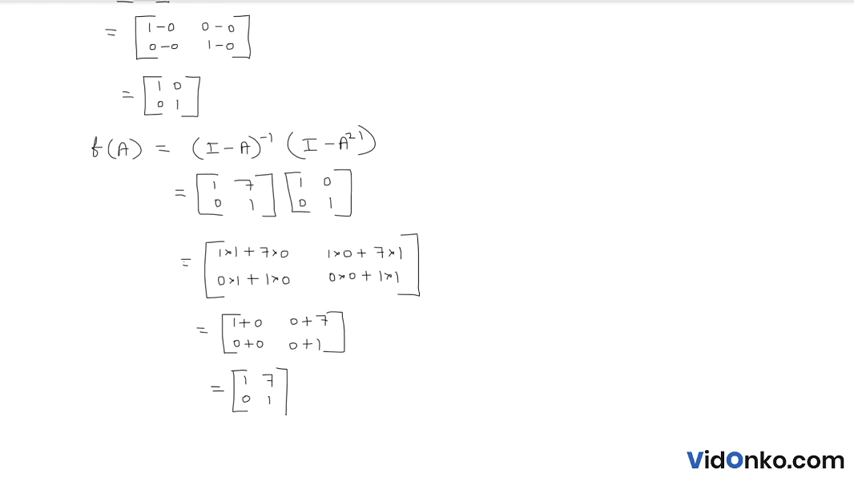 = [ 1-0 0-0
0-0 1-0 ]
= [ 1 0
0 1 ]
f(A) = (I-A)⁻¹ (I-A²¹)
= [ 1 7
0 1 ] [ 1 0
0 1 ]
= [ 1×1+7×0 1×0+7×1
0×1+1×0 0×0+1×1 ]
= [ 1+0 0+7
0+0 0+1 ]
= [ 1 7
0 1 ]
VidOnko.com